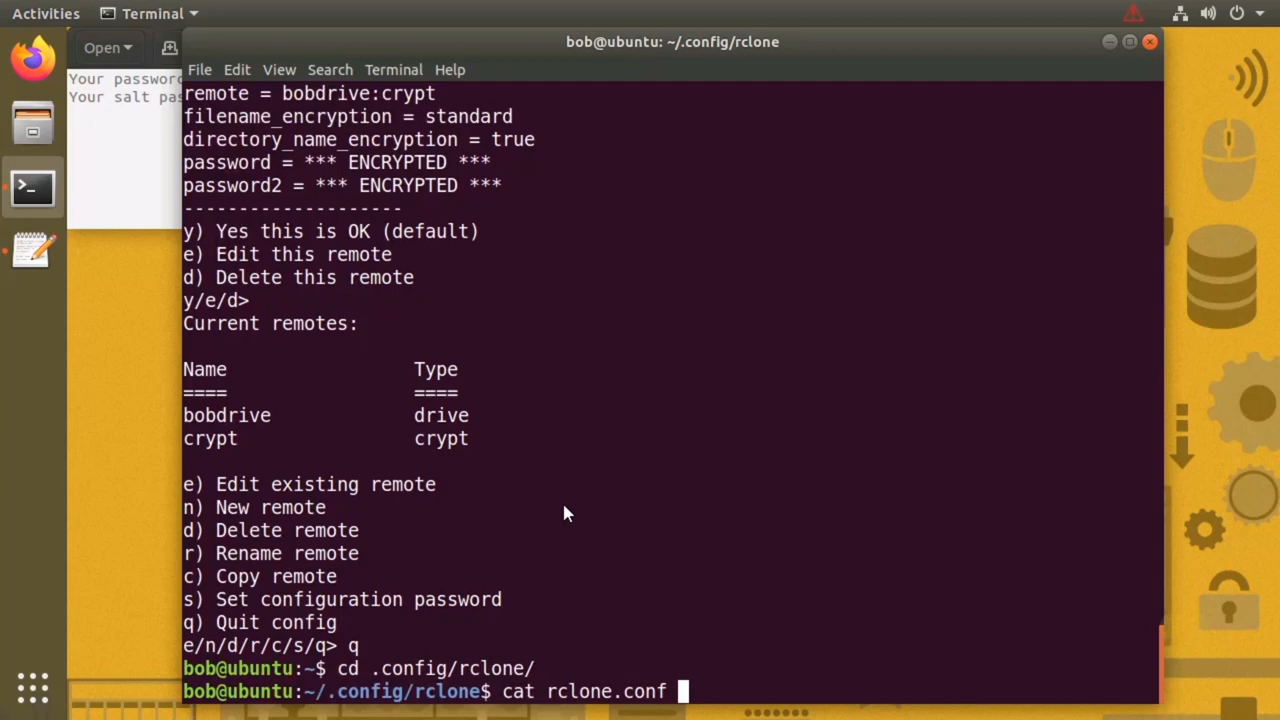 Activities
Terminal
Open
Your password
Your salt pas
bob@ubuntu: ~/.config/rclone
File Edit View Search Terminal Help
remote = bobdrive:crypt
filename_encryption = standard
directory_name_encryption = true
password = *** ENCRYPTED ***
password2 = *** ENCRYPTED ***
--------------------
y) Yes this is OK (default)
e) Edit this remote
d) Delete this remote
y/e/d>
Current remotes:
Name Type
==== ====
bobdrive drive
crypt crypt
e) Edit existing remote
n) New remote
d) Delete remote
r) Rename remote
c) Copy remote
s) Set configuration password
q) Quit config
e/n/d/r/c/s/q> q
bob@ubuntu:~$ cd .config/rclone/
bob@ubuntu:~/.config/rclone$ cat rclone.conf